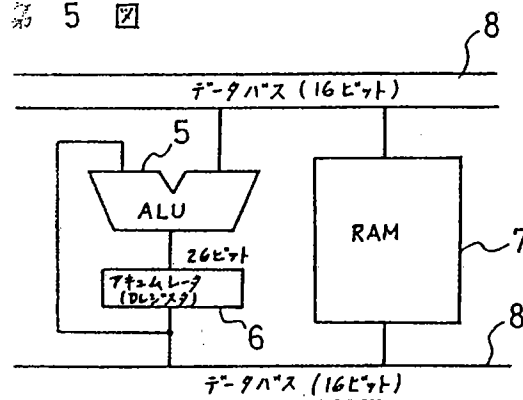 第 5 図
8
データバス (16ビット)
5
ALU
RAM
26ビット
7
アキュムレータ
(Dレジスタ)
6
8
データバス (16ビット)